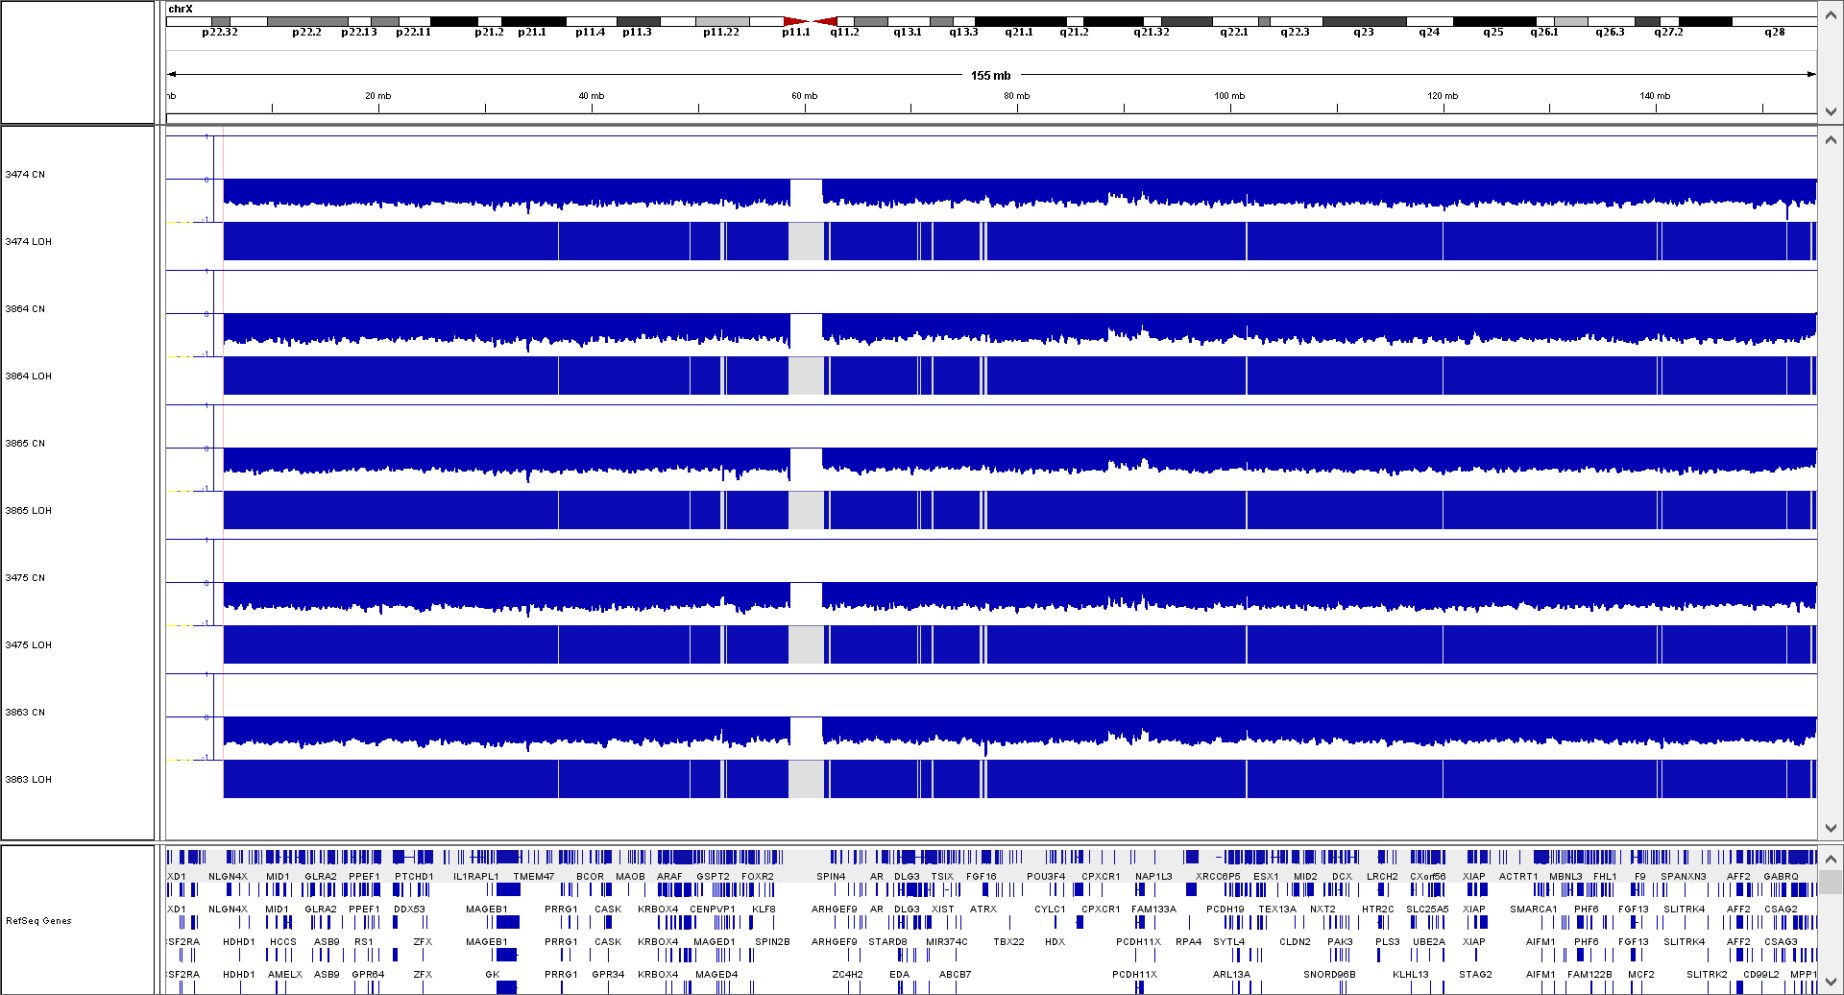 chrX
p22.32 p22.2 p22.13 p22.11 p21.2 p21.1 p11.4 p11.3 p11.22 p11.1 q11.2 q13.1 q13.3 q21.1 q21.2 q21.32 q22.1 q22.3 q23 q24 q25 q26.1 q26.3 q27.2 q28
155 mb
20 mb 40 mb 60 mb 80 mb 100 mb 120 mb 140 mb
3474 CN
3474 LOH
3864 CN
3864 LOH
3865 CN
3865 LOH
3475 CN
3475 LOH
3863 CN
3863 LOH
RefSeq Genes
XD1 NLGN4X MID1 GLRA2 PPEF1 PTCHD1 IL1RAPL1 TMEM47 BCOR MAOB ARAF GSPT2 FOXR2 SPIN4 AR DLG3 TSIX FGF16 POU3F4 CPXCR1 NAP1L3 XRCC6P5 ESX1 MID2 DCX LRCH2 CXorf56 XIAP ACTRT1 MBNL3 FHL1 F9 SPANXN3 AFF2 GABRQ
XD1 NLGN4X MID1 GLRA2 PPEF1 DDX53 MAGEB1 PRRG1 CASK KRBOX4 CENPVP1 KLF8 ARHGEF9 AR DLG3 XIST ATRX CYLC1 CPXCR1 FAM133A PCDH19 TEX13A NXT2 HTR2C SLC25A5 XIAP SMARCA1 PHF6 FGF13 SLITRK4 AFF2 CSAG2
SF2RA HDHD1 HCCS ASB9 RS1 ZFX MAGEB1 PRRG1 CASK KRBOX4 MAGED1 SPIN2B ARHGEF9 STARD8 MIR374C TBX22 HDX PCDH11X RPA4 SYTL4 CLDN2 PAK3 PLS3 UBE2A XIAP AIFM1 PHF6 FGF13 SLITRK4 AFF2 CSAG3
SF2RA HDHD1 AMELX ASB9 GPR64 ZFX GK PRRG1 GPR34 KRBOX4 MAGED4 ZC4H2 EDA ABCB7 PCDH11X ARL13A SNORD96B KLHL13 STAG2 AIFM1 FAM122B MCF2 SLITRK2 CD99L2 MPP1